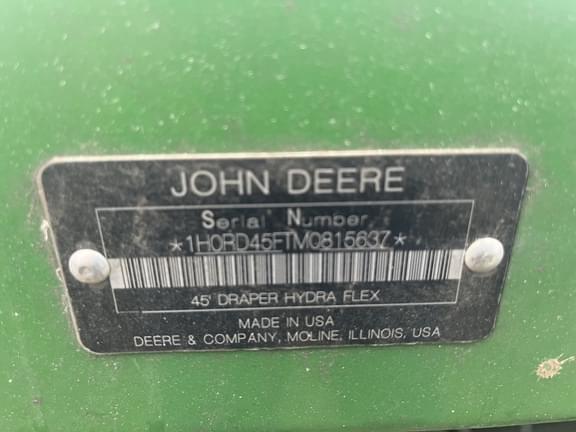 JOHN DEERE
Serial Number
*1H0RD45FTM0815637*
45' DRAPER HYDRA FLEX
MADE IN USA
DEERE & COMPANY, MOLINE, ILLINOIS, USA